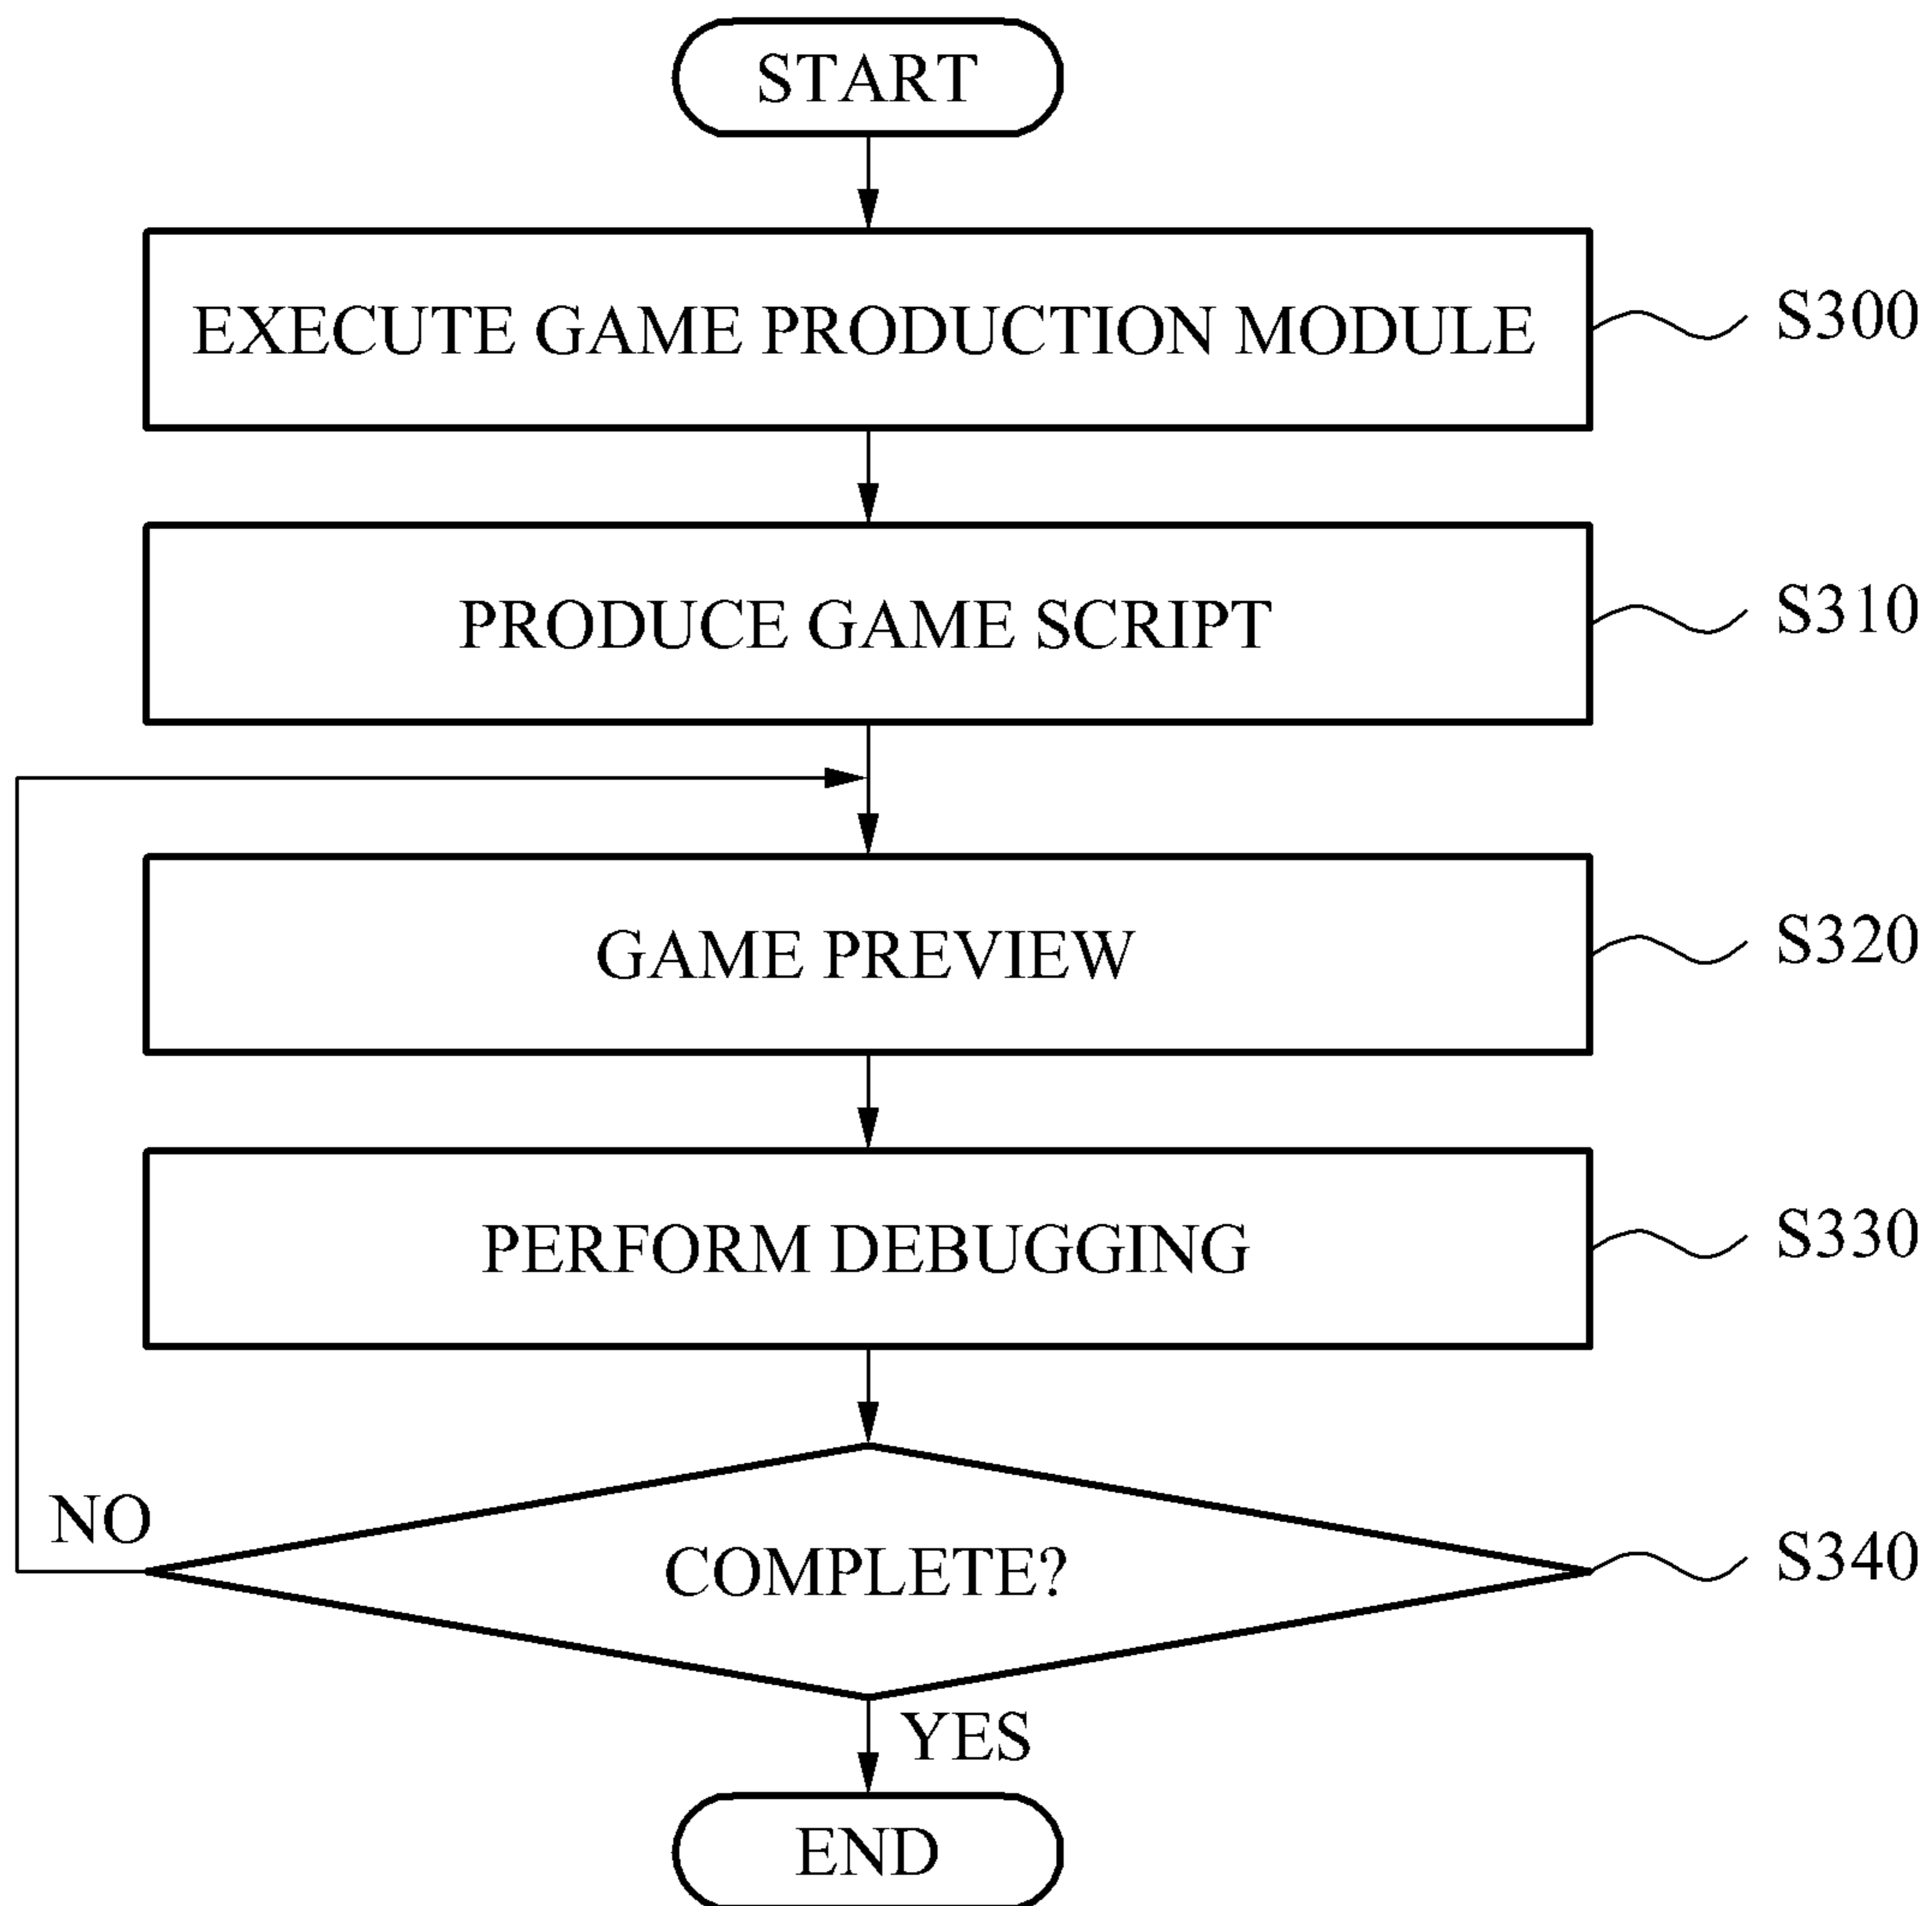 START
EXECUTE GAME PRODUCTION MODULE
S300
PRODUCE GAME SCRIPT
S310
GAME PREVIEW
S320
PERFORM DEBUGGING
S330
NO
COMPLETE?
S340
YES
END